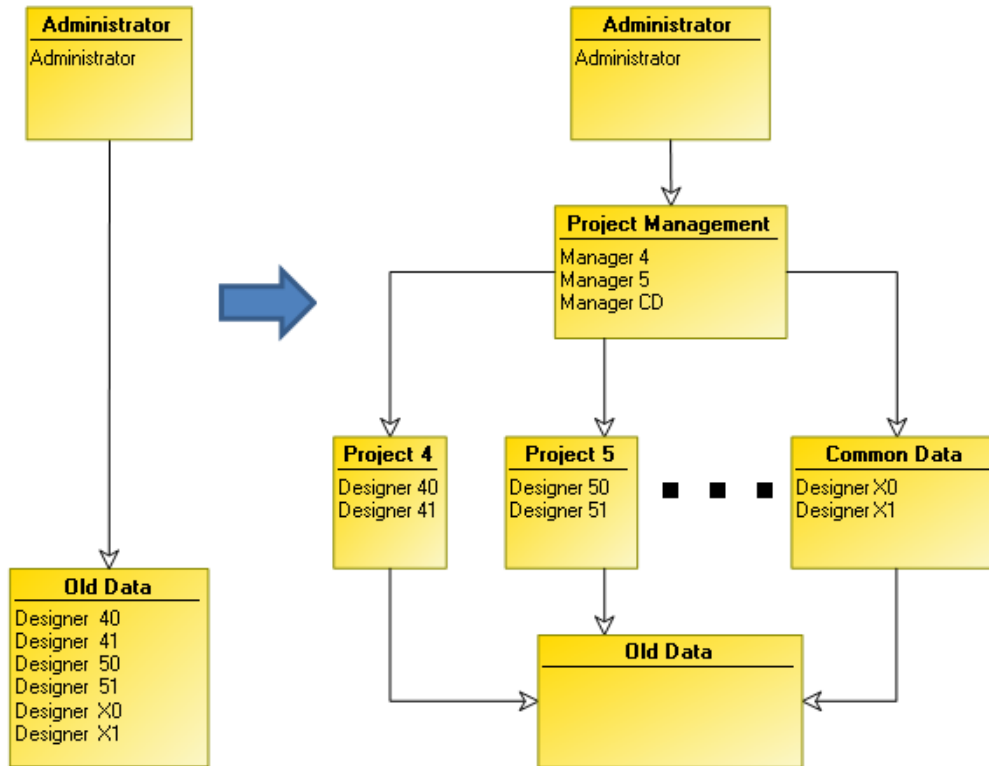 Administrator
Administrator
Old Data
Designer 40
Designer 41
Designer 50
Designer 51
Designer X0
Designer X1
Administrator
Administrator
Project Management
Manager 4
Manager 5
Manager CD
Project 4
Designer 40
Designer 41
Project 5
Designer 50
Designer 51
Common Data
Designer X0
Designer X1
Old Data